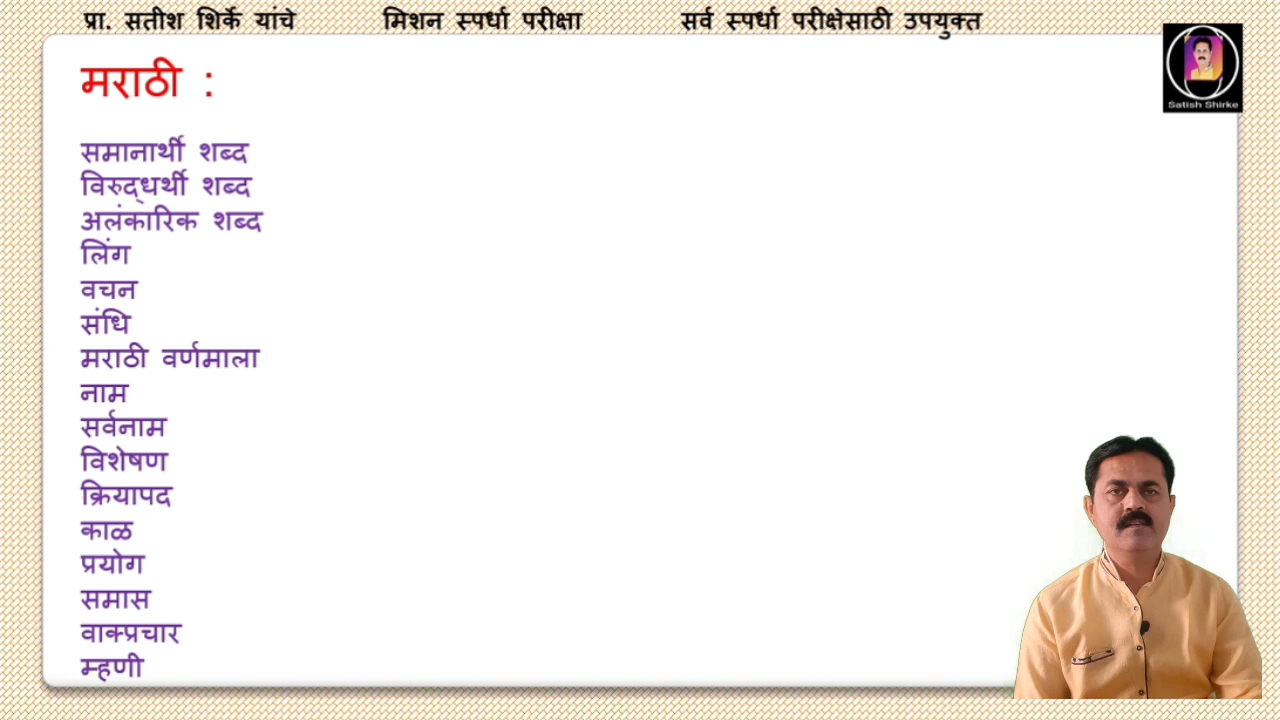 प्रा. सतीश शिर्के यांचे मिशन स्पर्धा परीक्षा सर्व स्पर्धा परीक्षेसाठी उपयुक्त
Satish Shirke
मराठी :
समानार्थी शब्द
विरुद्धर्थी शब्द
अलंकारिक शब्द
लिंग
वचन
संधि
मराठी वर्णमाला
नाम
सर्वनाम
विशेषण
क्रियापद
काळ
प्रयोग
समास
वाक्प्रचार
म्हणी